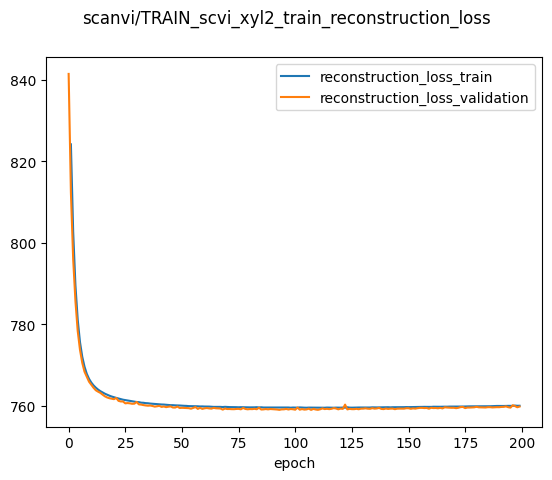 scanvi/TRAIN_scvi_xyl2_train_reconstruction_loss
reconstruction_loss_train
reconstruction_loss_validation
840
820
800
780
760
0 25 50 75 100 125 150 175 200
epoch